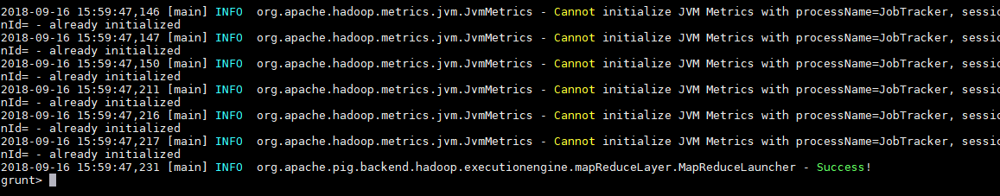 2018-09-16 15:59:47,146 [main] INFO  org.apache.hadoop.metrics.jvm.JvmMetrics - Cannot initialize JVM Metrics with processName=JobTracker, sessio
nId= - already initialized
2018-09-16 15:59:47,147 [main] INFO  org.apache.hadoop.metrics.jvm.JvmMetrics - Cannot initialize JVM Metrics with processName=JobTracker, sessio
nId= - already initialized
2018-09-16 15:59:47,150 [main] INFO  org.apache.hadoop.metrics.jvm.JvmMetrics - Cannot initialize JVM Metrics with processName=JobTracker, sessio
nId= - already initialized
2018-09-16 15:59:47,211 [main] INFO  org.apache.hadoop.metrics.jvm.JvmMetrics - Cannot initialize JVM Metrics with processName=JobTracker, sessio
nId= - already initialized
2018-09-16 15:59:47,216 [main] INFO  org.apache.hadoop.metrics.jvm.JvmMetrics - Cannot initialize JVM Metrics with processName=JobTracker, sessio
nId= - already initialized
2018-09-16 15:59:47,217 [main] INFO  org.apache.hadoop.metrics.jvm.JvmMetrics - Cannot initialize JVM Metrics with processName=JobTracker, sessio
nId= - already initialized
2018-09-16 15:59:47,231 [main] INFO  org.apache.pig.backend.hadoop.executionengine.mapReduceLayer.MapReduceLauncher - Success!
grunt>